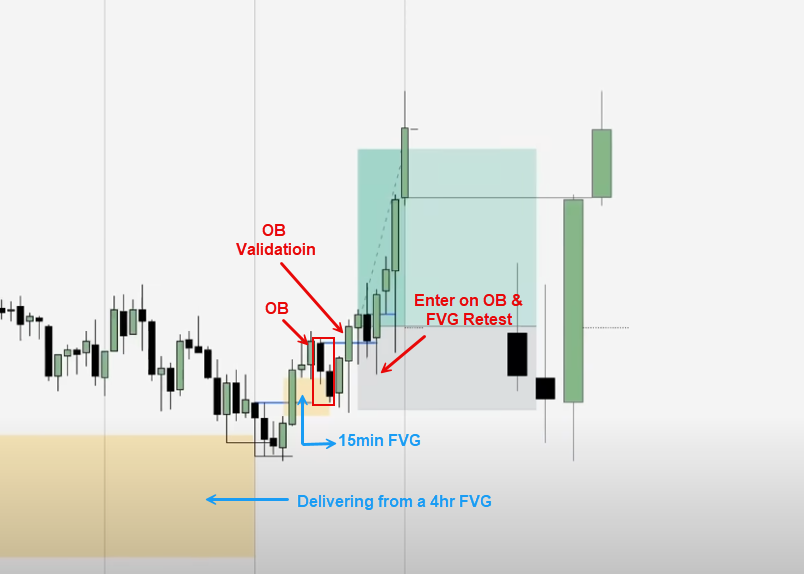 OB
Validatioin
OB
Enter on OB &
FVG Retest
15min FVG
Delivering from a 4hr FVG